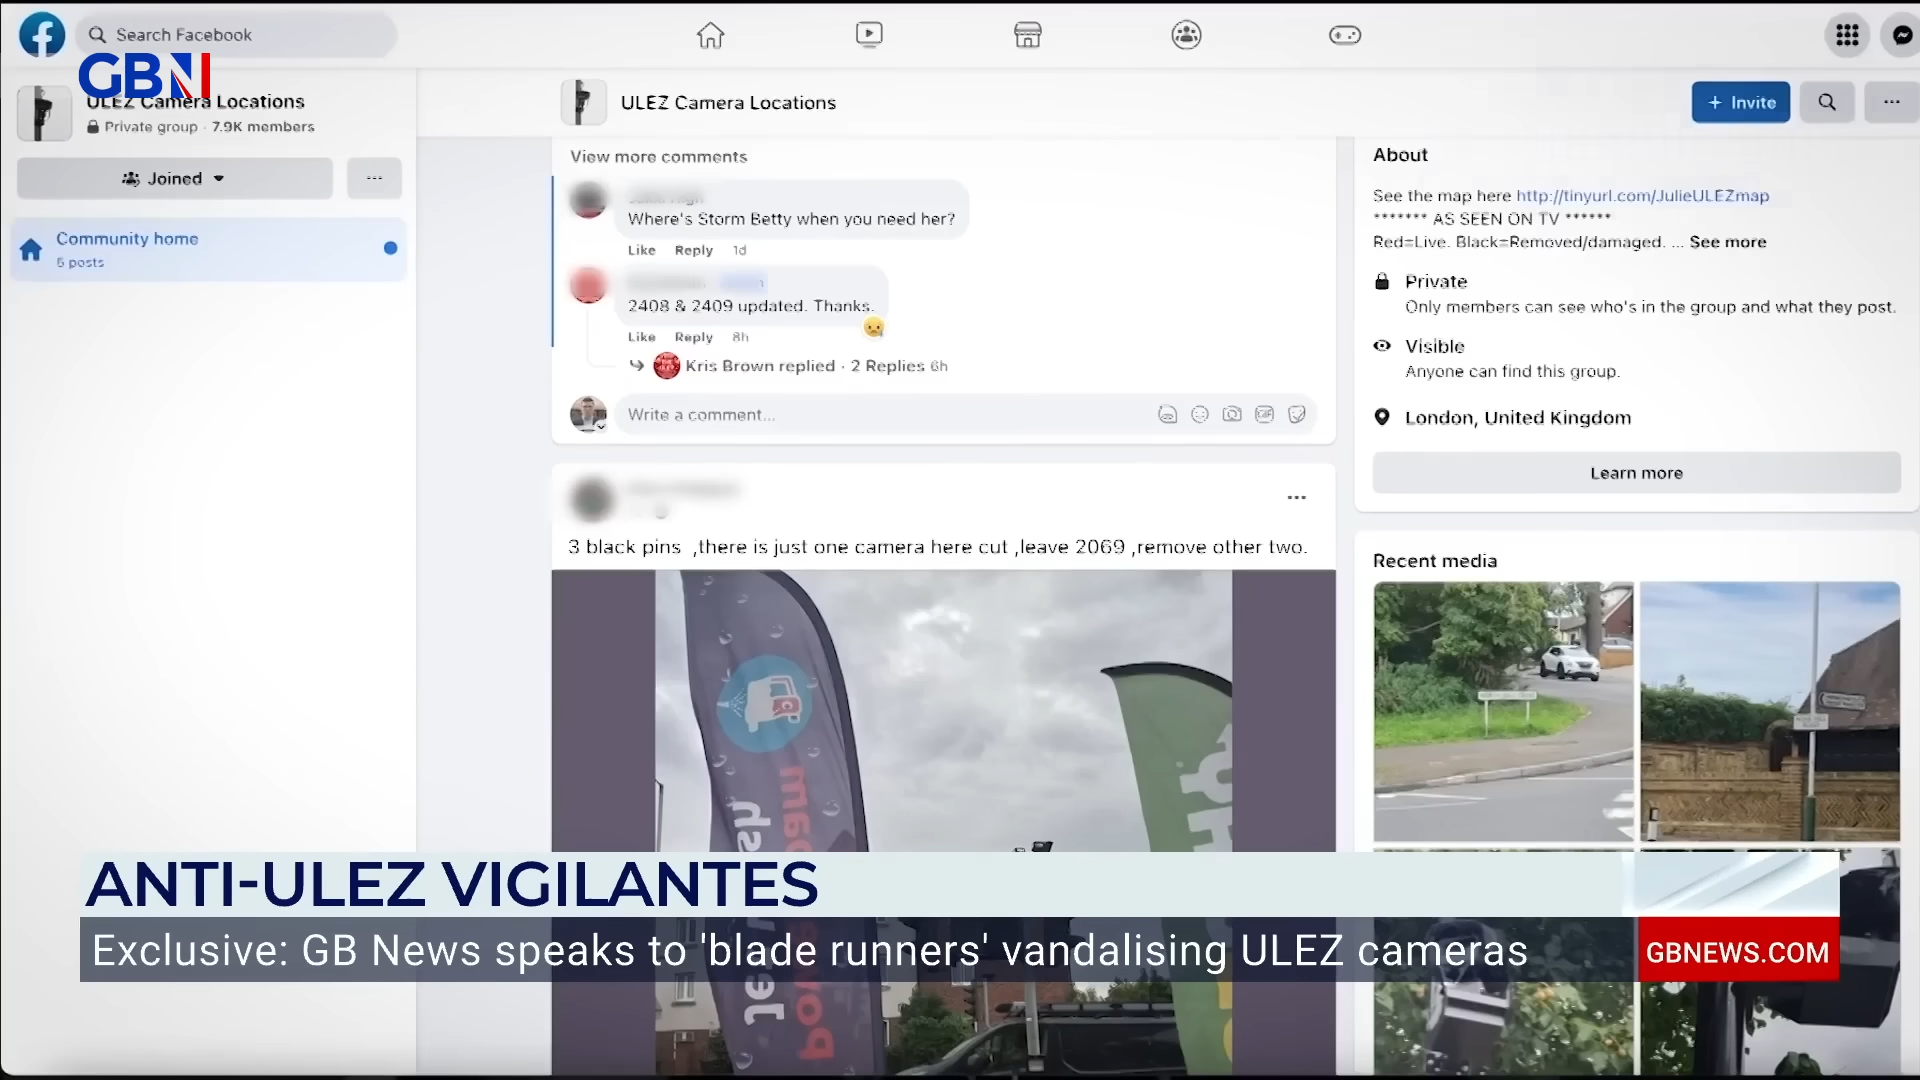 Search Facebook
GBN
ULEZ Camera Locations
Private group · 7.9K members
Joined
Community home
5 posts
ULEZ Camera Locations
+ Invite
View more comments
Where's Storm Betty when you need her?
Like Reply 1d
2408 & 2409 updated. Thanks.
Like Reply 8h
Kris Brown replied · 2 Replies 6h
Write a comment...
GIF
3 black pins ,there is just one camera here cut ,leave 2069 ,remove other two.
About
See the map here http://tinyurl.com/JulieULEZmap
******* AS SEEN ON TV ******
Red=Live. Black=Removed/damaged. ... See more
Private
Only members can see who's in the group and what they post.
Visible
Anyone can find this group.
London, United Kingdom
Learn more
Recent media
ANTI-ULEZ VIGILANTES
Exclusive: GB News speaks to 'blade runners' vandalising ULEZ cameras
GBNEWS.COM